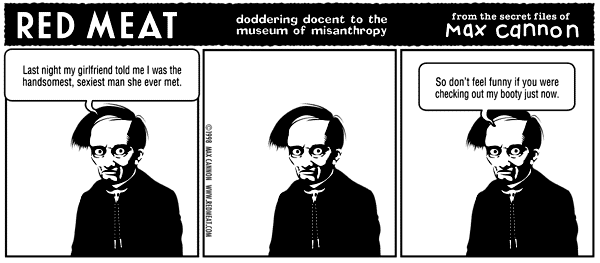 RED MEAT
doddering docent to the
museum of misanthropy
from the secret files of
Max cannon
Last night my girlfriend told me I was the
handsomest, sexiest man she ever met.
©1998 MAX CANNON WWW.REDMEAT.COM
So don't feel funny if you were
checking out my booty just now.